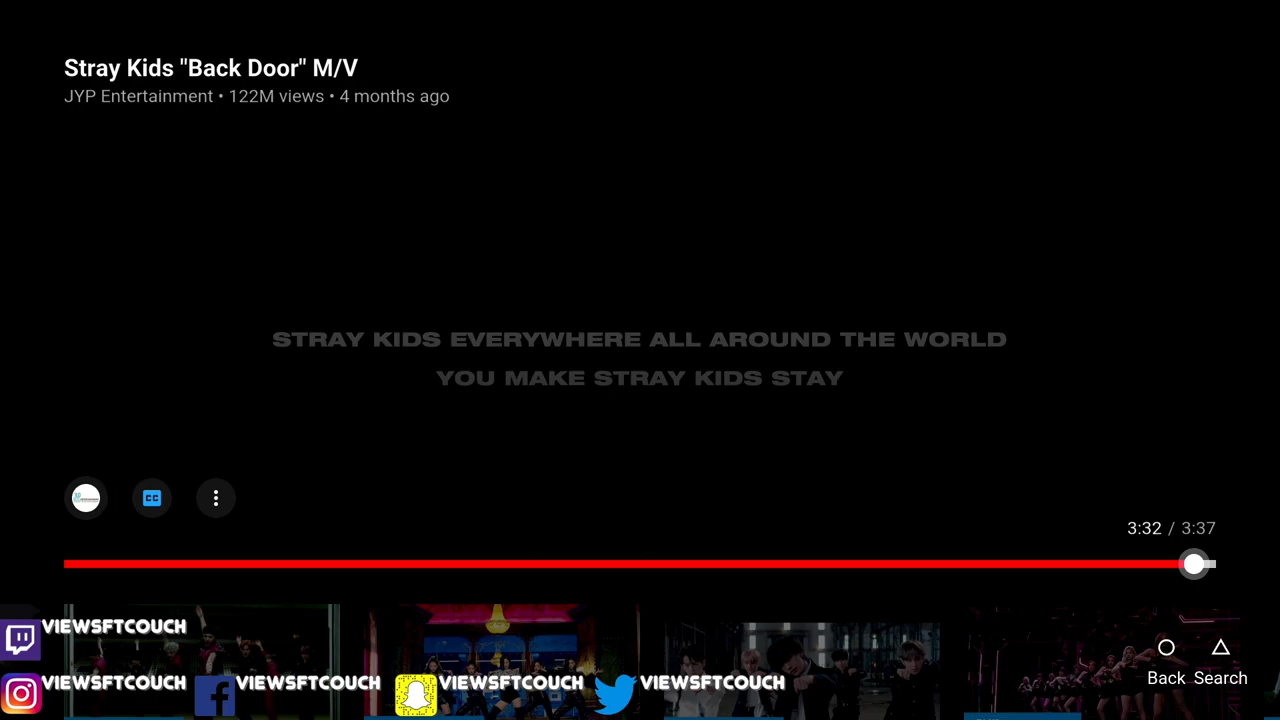 Stray Kids "Back Door" M/V
JYP Entertainment • 122M views • 4 months ago
STRAY KIDS EVERYWHERE ALL AROUND THE WORLD
YOU MAKE STRAY KIDS STAY
CC
3:32 / 3:37
VIEWSFTCOUCH
Back Search
VIEWSFTCOUCH VIEWSFTCOUCH VIEWSFTCOUCH VIEWSFTCOUCH